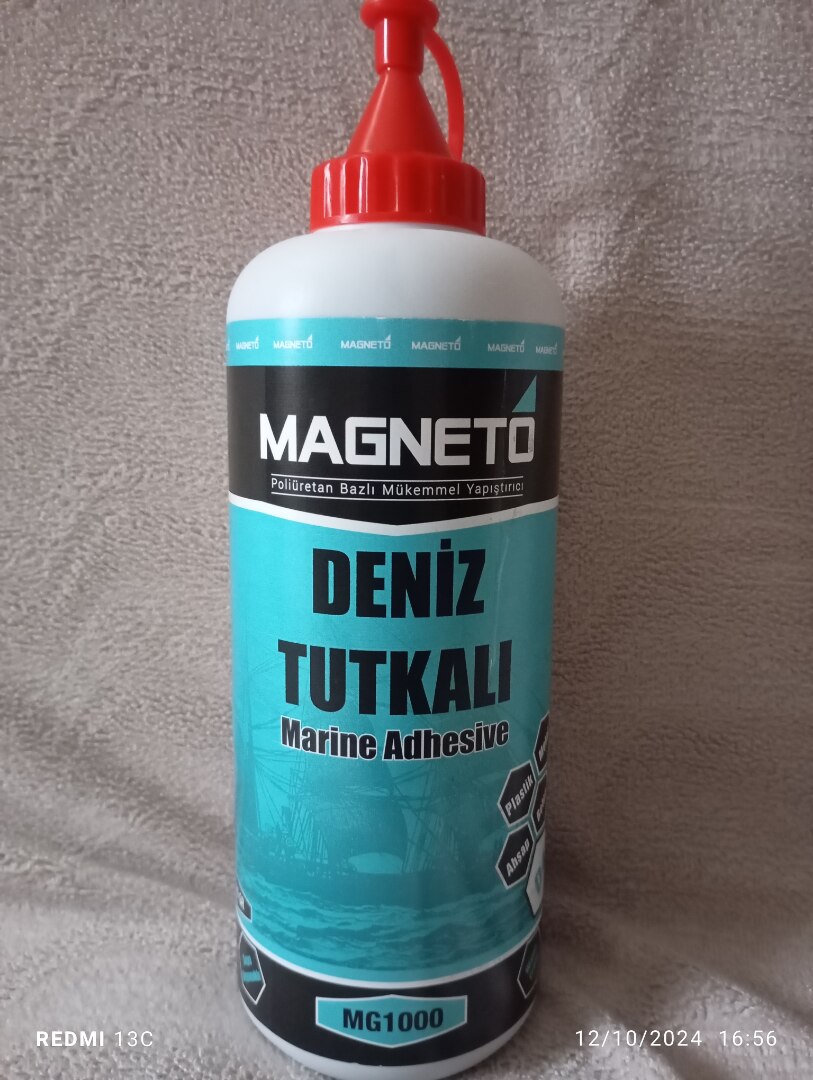 MAGNETO MAGNETO MAGNETO MAGNETO MAGNETO
MAGNETO
Poliüretan Bazlı Mükemmel Yapıştırıcı
DENİZ
TUTKALI
Marine Adhesive
Plastik
Ahşap
MG1000
REDMI 13C
12/10/2024 16:56